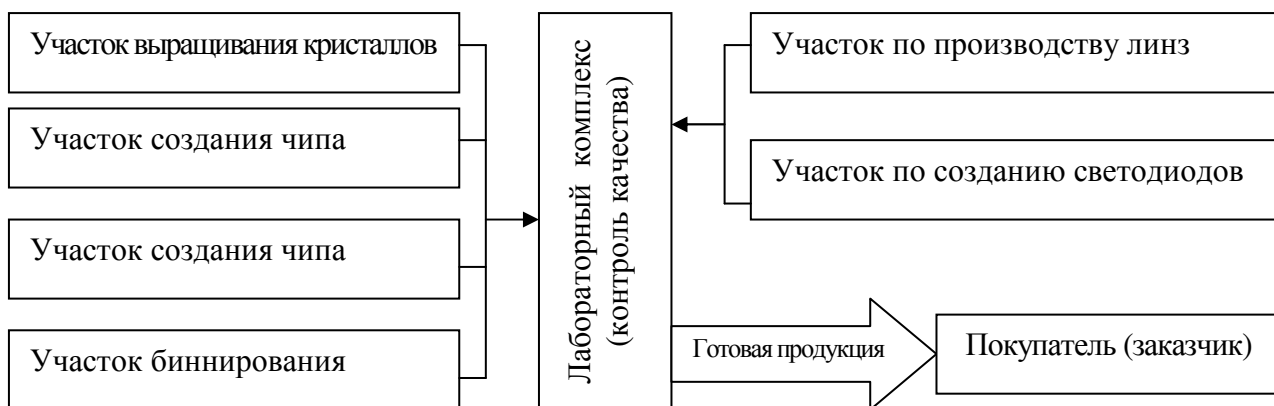 Участок выращивания кристаллов
Участок создания чипа
Участок создания чипа
Участок биннирования
Лабораторный комплекс
(контроль качества)
Участок по производству линз
Участок по созданию светодиодов
Готовая продукция
Покупатель (заказчик)